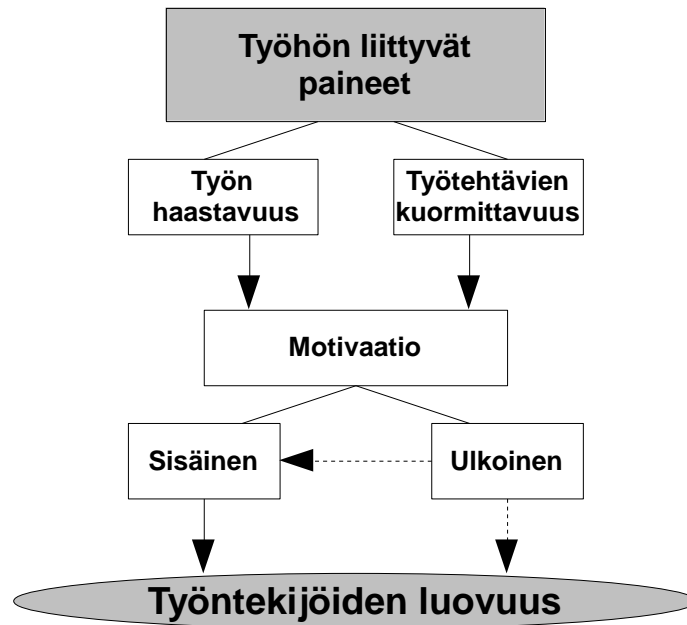 Työhön liittyvät
paineet
Työn
haastavuus
Työtehtävien
kuormittavuus
Motivaatio
Sisäinen
Ulkoinen
Työntekijöiden luovuus